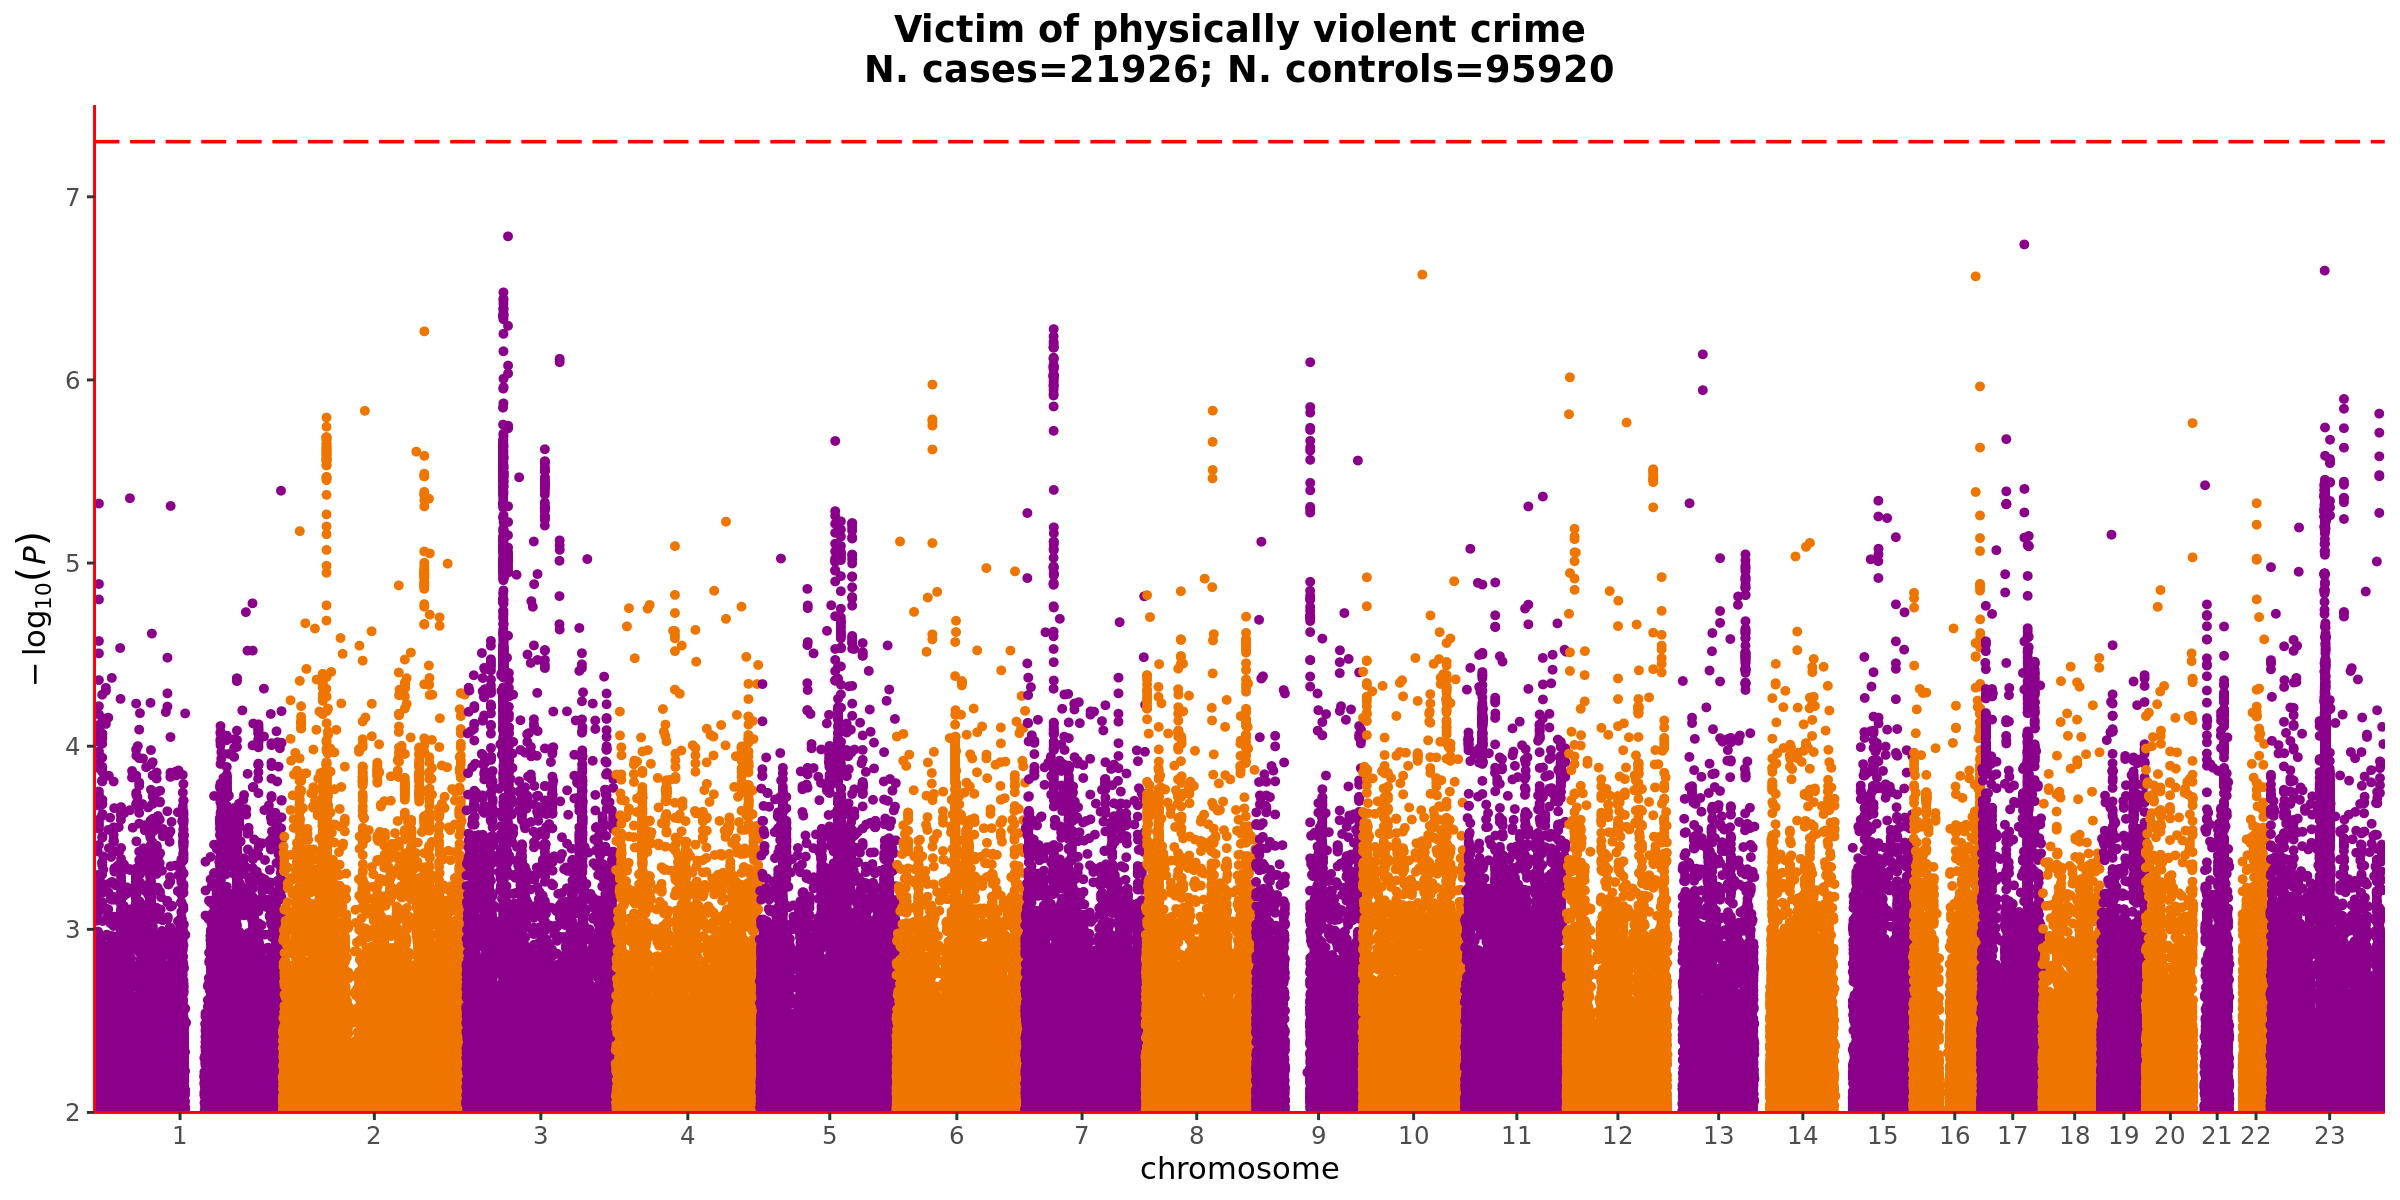 Victim of physically violent crime
N. cases=21926; N. controls=95920
− log10(P)
7
6
5
4
3
2
1 2 3 4 5 6 7 8 9 10 11 12 13 14 15 16 17 18 19 20 21 22 23
chromosome